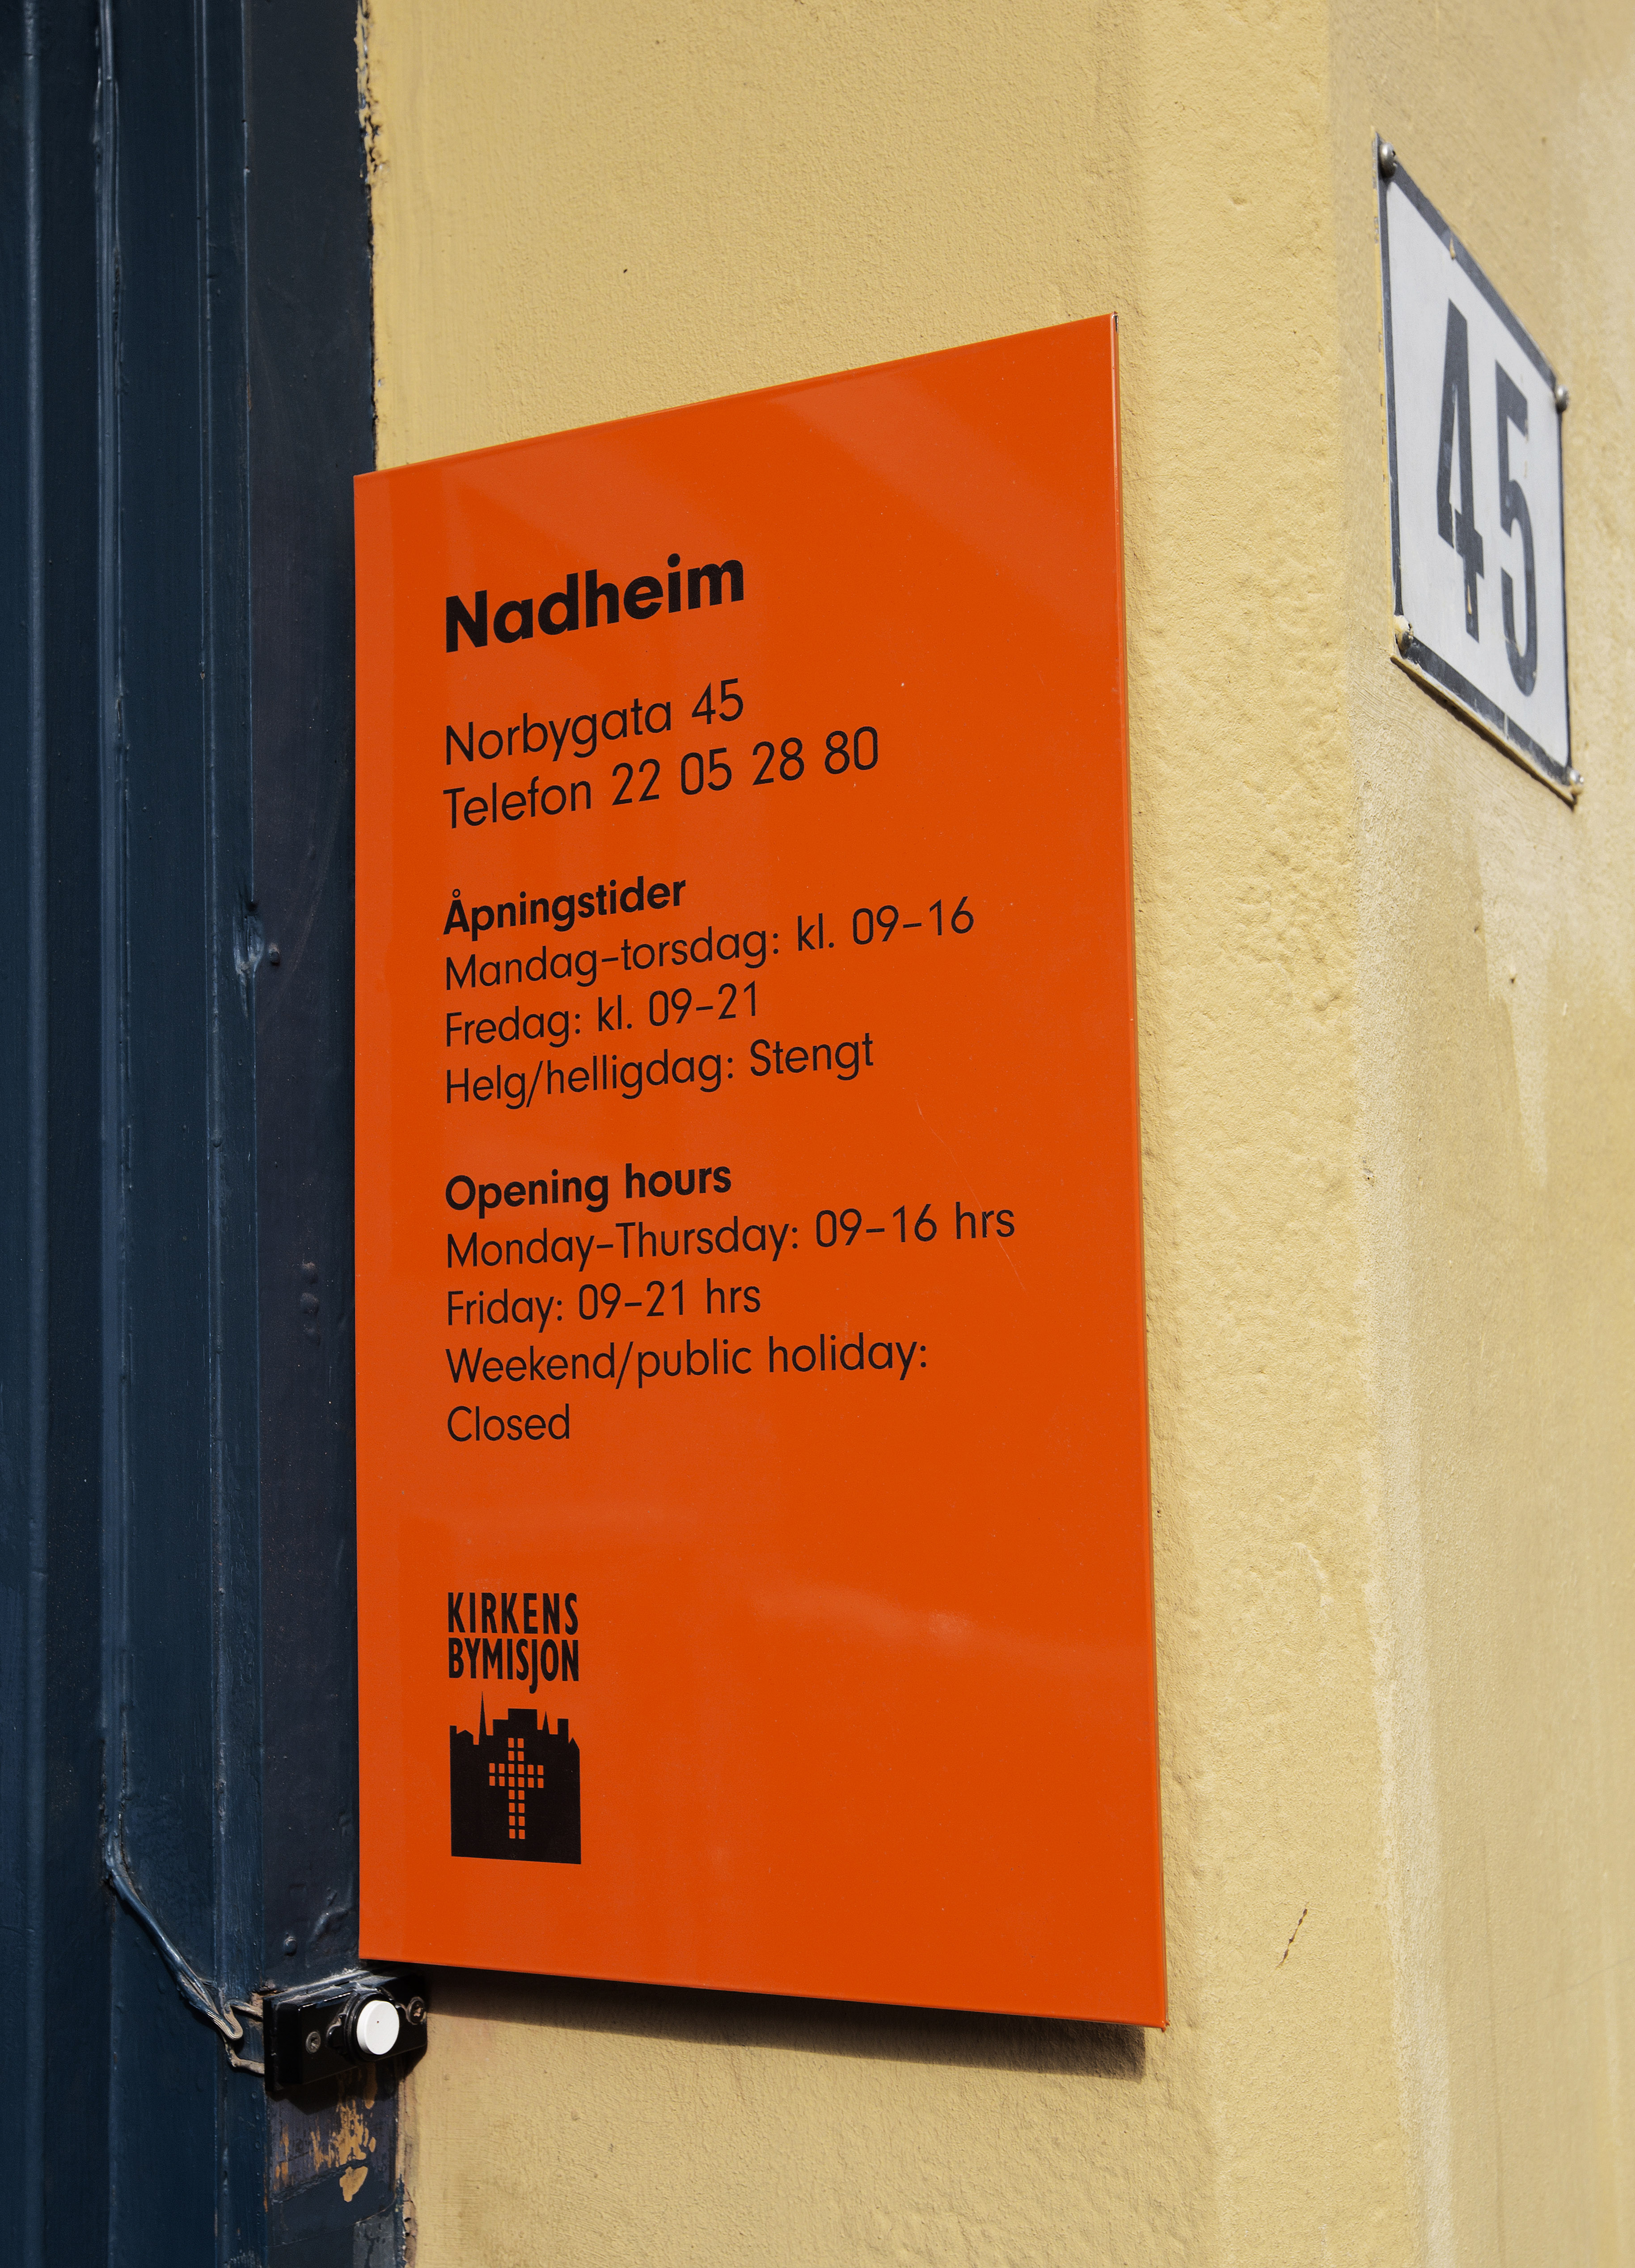 Nadheim
Norbygata 45
Telefon 22 05 28 80
Åpningstider
Mandag–torsdag: kl. 09–16
Fredag: kl. 09–21
Helg/helligdag: Stengt
Opening hours
Monday–Thursday: 09–16 hrs
Friday: 09–21 hrs
Weekend/public holiday:
Closed
KIRKENS
BYMISJON
45